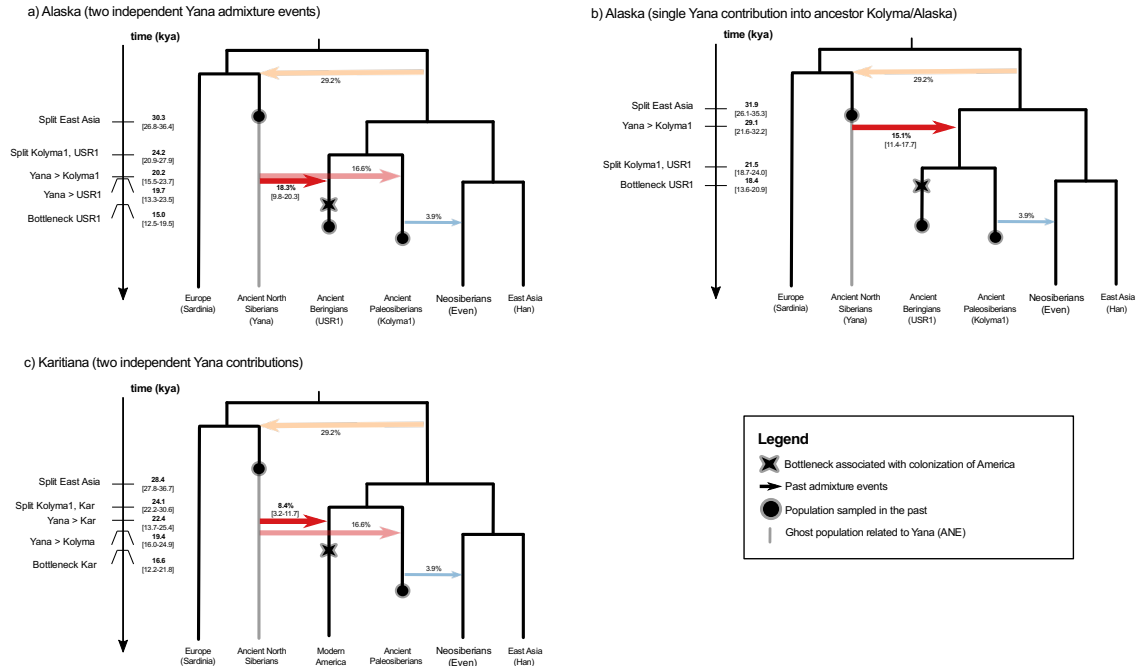 a) Alaska (two independent Yana admixture events)
time (kya)
29.2%
Split East Asia
30.3
[26.8-36.4]
Split Kolyma1, USR1
24.2
[20.9-27.9]
Yana > Kolyma1
20.2
[15.5-23.7]
Yana > USR1
19.7
[13.3-23.5]
Bottleneck USR1
15.0
[12.5-19.5]
16.6%
18.3%
[9.8-20.3]
3.9%
Europe
(Sardinia)
Ancient North
Siberians
(Yana)
Ancient
Beringians
(USR1)
Ancient
Paleosiberians
(Kolyma1)
Neosiberians
(Even)
East Asia
(Han)
b) Alaska (single Yana contribution into ancestor Kolyma/Alaska)
time (kya)
29.2%
Split East Asia
31.9
[26.1-35.3]
Yana > Kolyma1
29.1
[21.6-32.2]
Split Kolyma1, USR1
21.5
[18.7-24.0]
Bottleneck USR1
18.4
[13.6-20.9]
15.1%
[11.4-17.7]
3.9%
Europe
(Sardinia)
Ancient North
Siberians
(Yana)
Ancient
Beringians
(USR1)
Ancient
Paleosiberians
(Kolyma1)
Neosiberians
(Even)
East Asia
(Han)
c) Karitiana (two independent Yana contributions)
time (kya)
29.2%
Split East Asia
28.4
[27.8-36.7]
Split Kolyma1, Kar
24.1
[22.2-30.6]
Yana > Kar
22.4
[13.7-25.4]
Yana > Kolyma
19.4
[16.0-24.9]
Bottleneck Kar
16.6
[12.2-21.8]
8.4%
[3.2-11.7]
16.6%
3.9%
Europe
(Sardinia)
Ancient North
Siberians
Modern
America
Ancient
Paleosiberians
Neosiberians
(Even)
East Asia
(Han)
Legend
Bottleneck associated with colonization of America
Past admixture events
Population sampled in the past
Ghost population related to Yana (ANE)